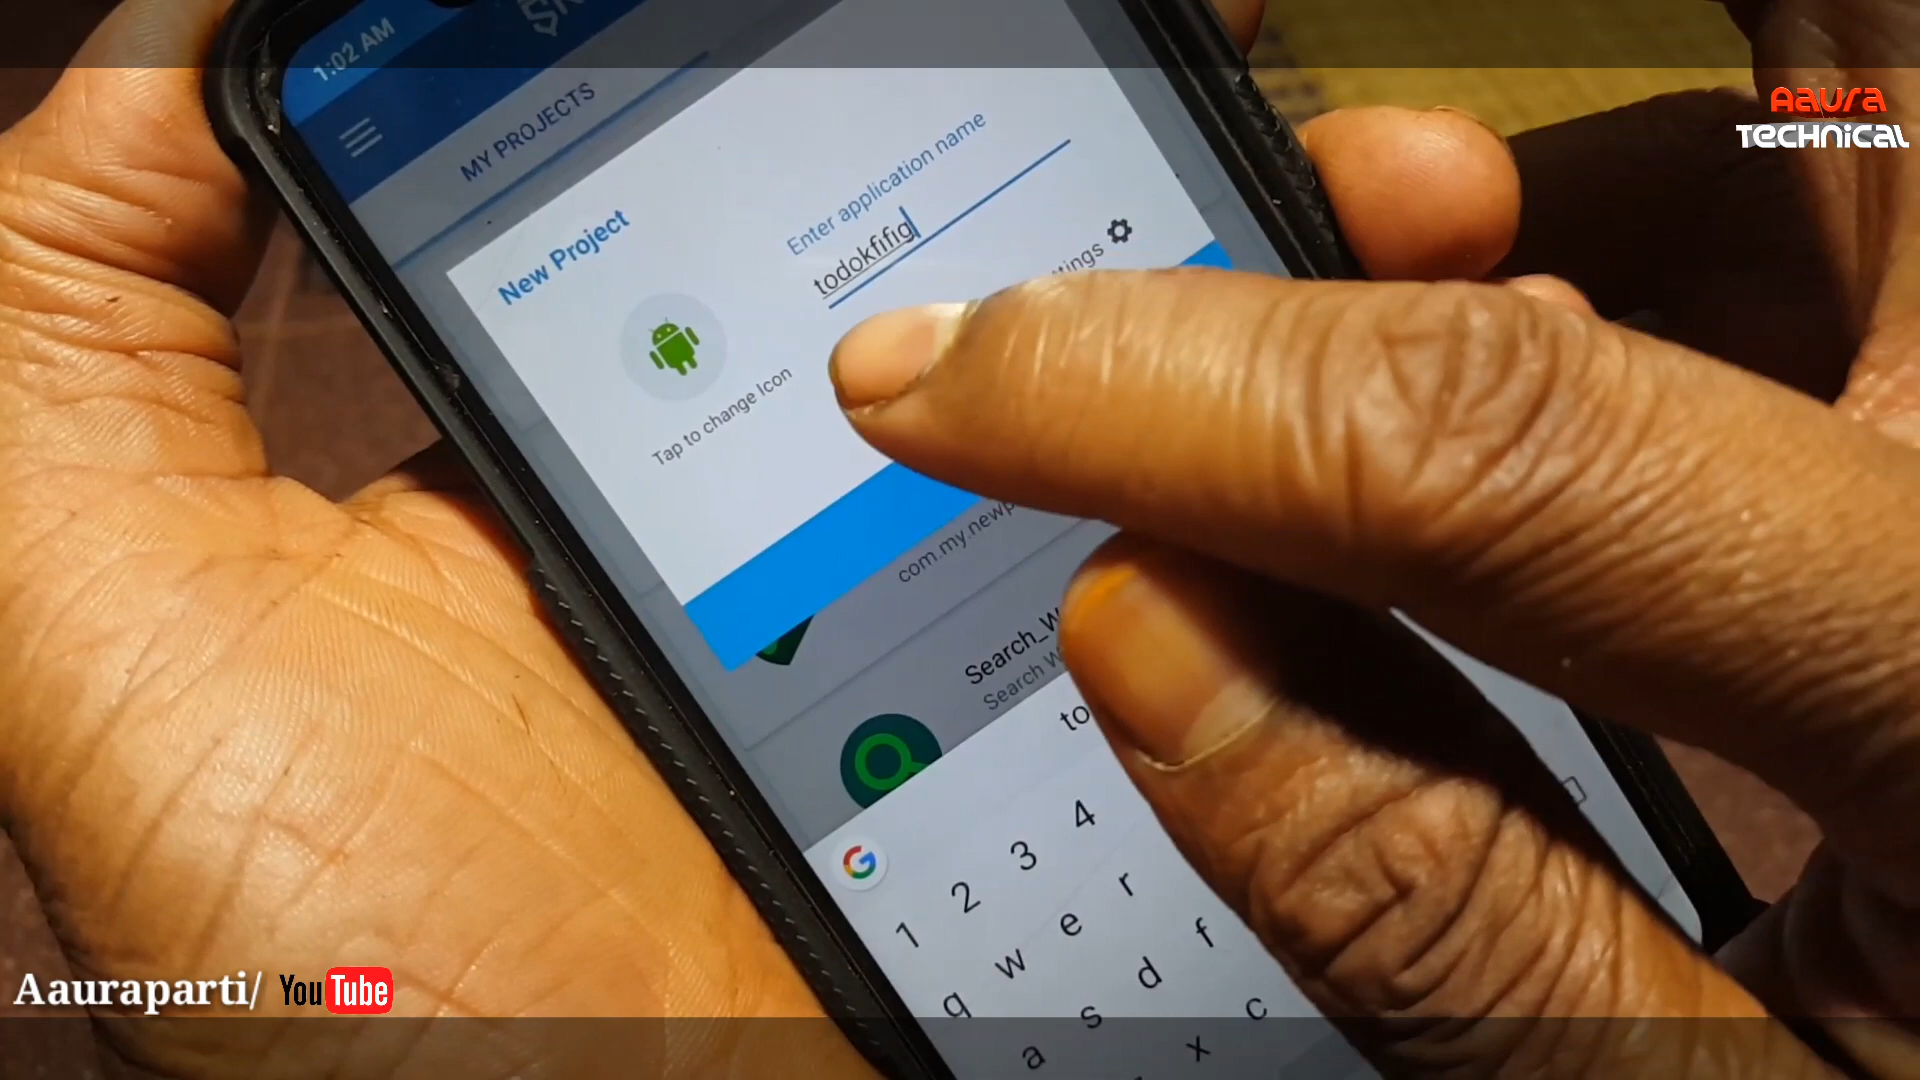 1:02 AM
MY PROJECTS
New Project
Enter application name
todokfifig
Tap to change Icon
com.my.newp
Search_W
Search W
to
1 2 3 4
q w e r
a s d f
x c
Aaura
Technical
Aauraparti/ YouTube